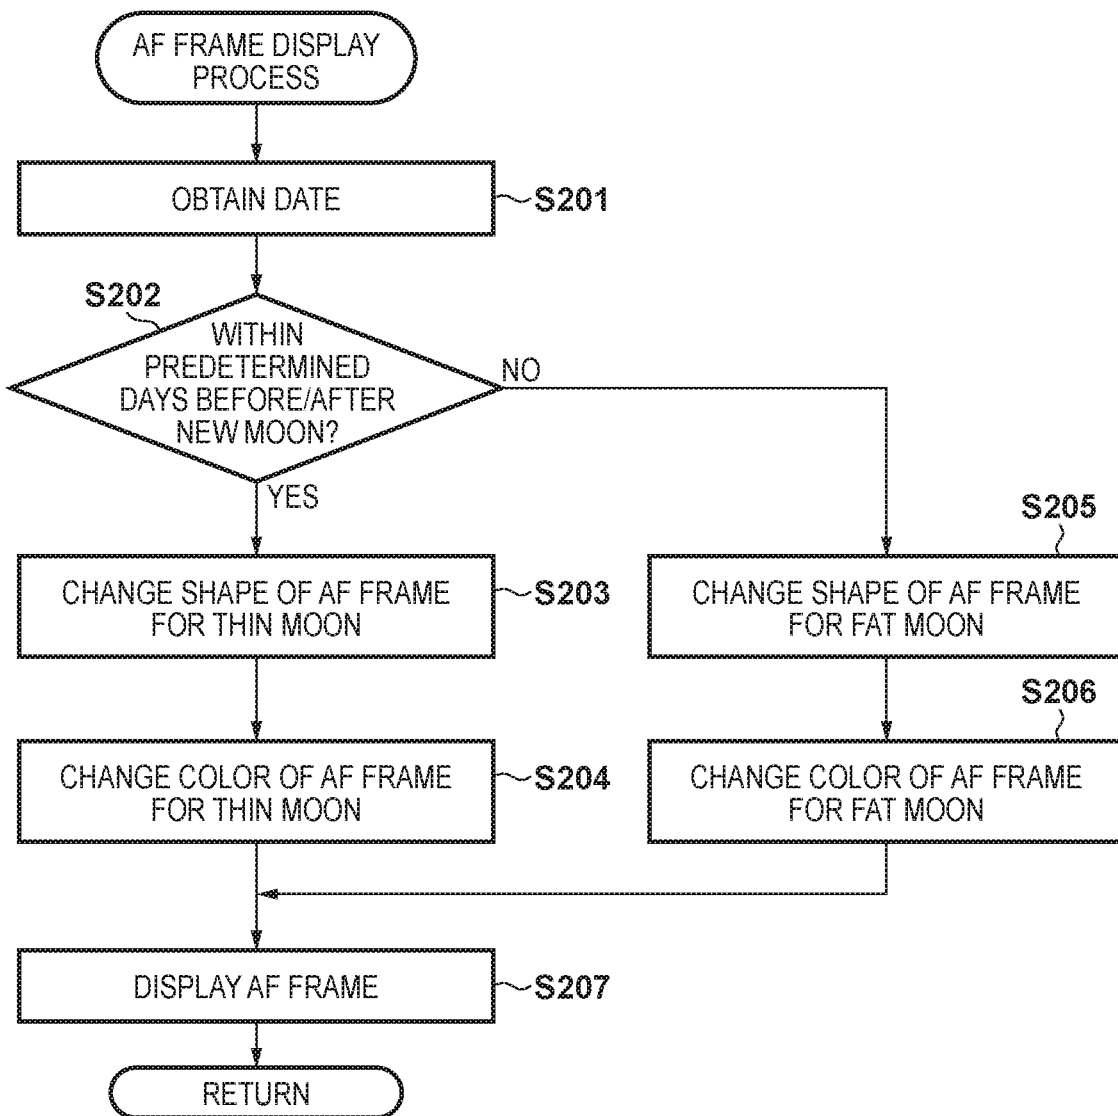 AF FRAME DISPLAY
PROCESS
OBTAIN DATE
S201
S202
WITHIN
PREDETERMINED
DAYS BEFORE/AFTER
NEW MOON?
NO
YES
CHANGE SHAPE OF AF FRAME
FOR THIN MOON
S203
S205
CHANGE SHAPE OF AF FRAME
FOR FAT MOON
CHANGE COLOR OF AF FRAME
FOR THIN MOON
S204
S206
CHANGE COLOR OF AF FRAME
FOR FAT MOON
DISPLAY AF FRAME
S207
RETURN